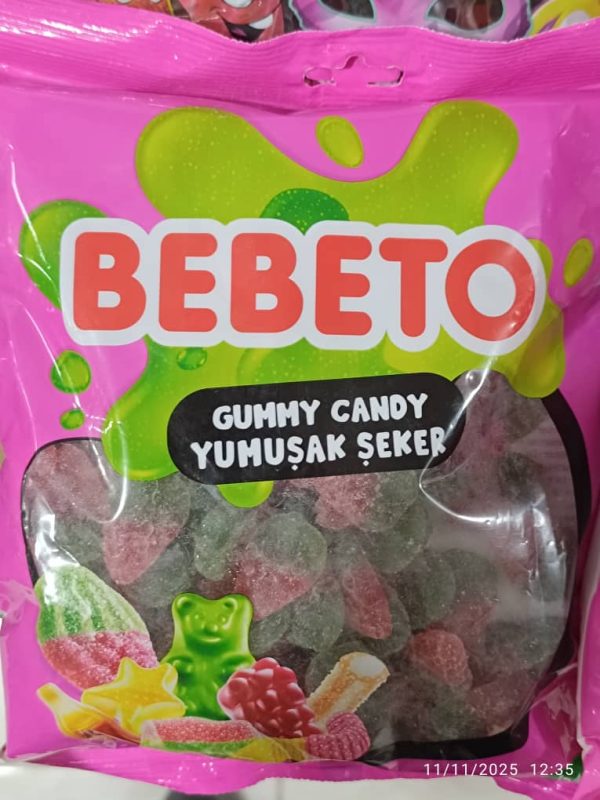 BEBETO
GUMMY CANDY
YUMUŞAK ŞEKER
11/11/2025 12:35